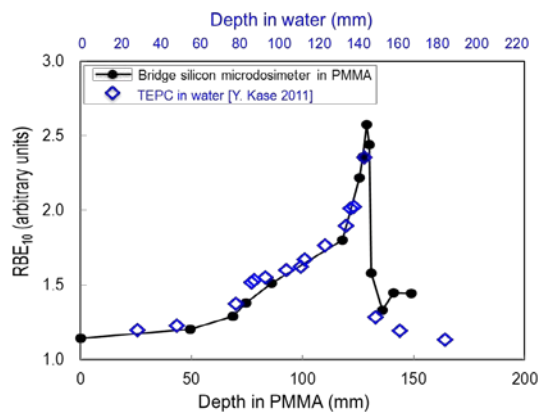 Depth in water (mm)
0 20 40 60 80 100 120 140 160 180 200 220
3.0
Bridge silicon microdosimeter in PMMA
TEPC in water [Y. Kase 2011]
2.5
2.0
1.5
1.0
RBE10 (arbitrary units)
0 50 100 150 200
Depth in PMMA (mm)